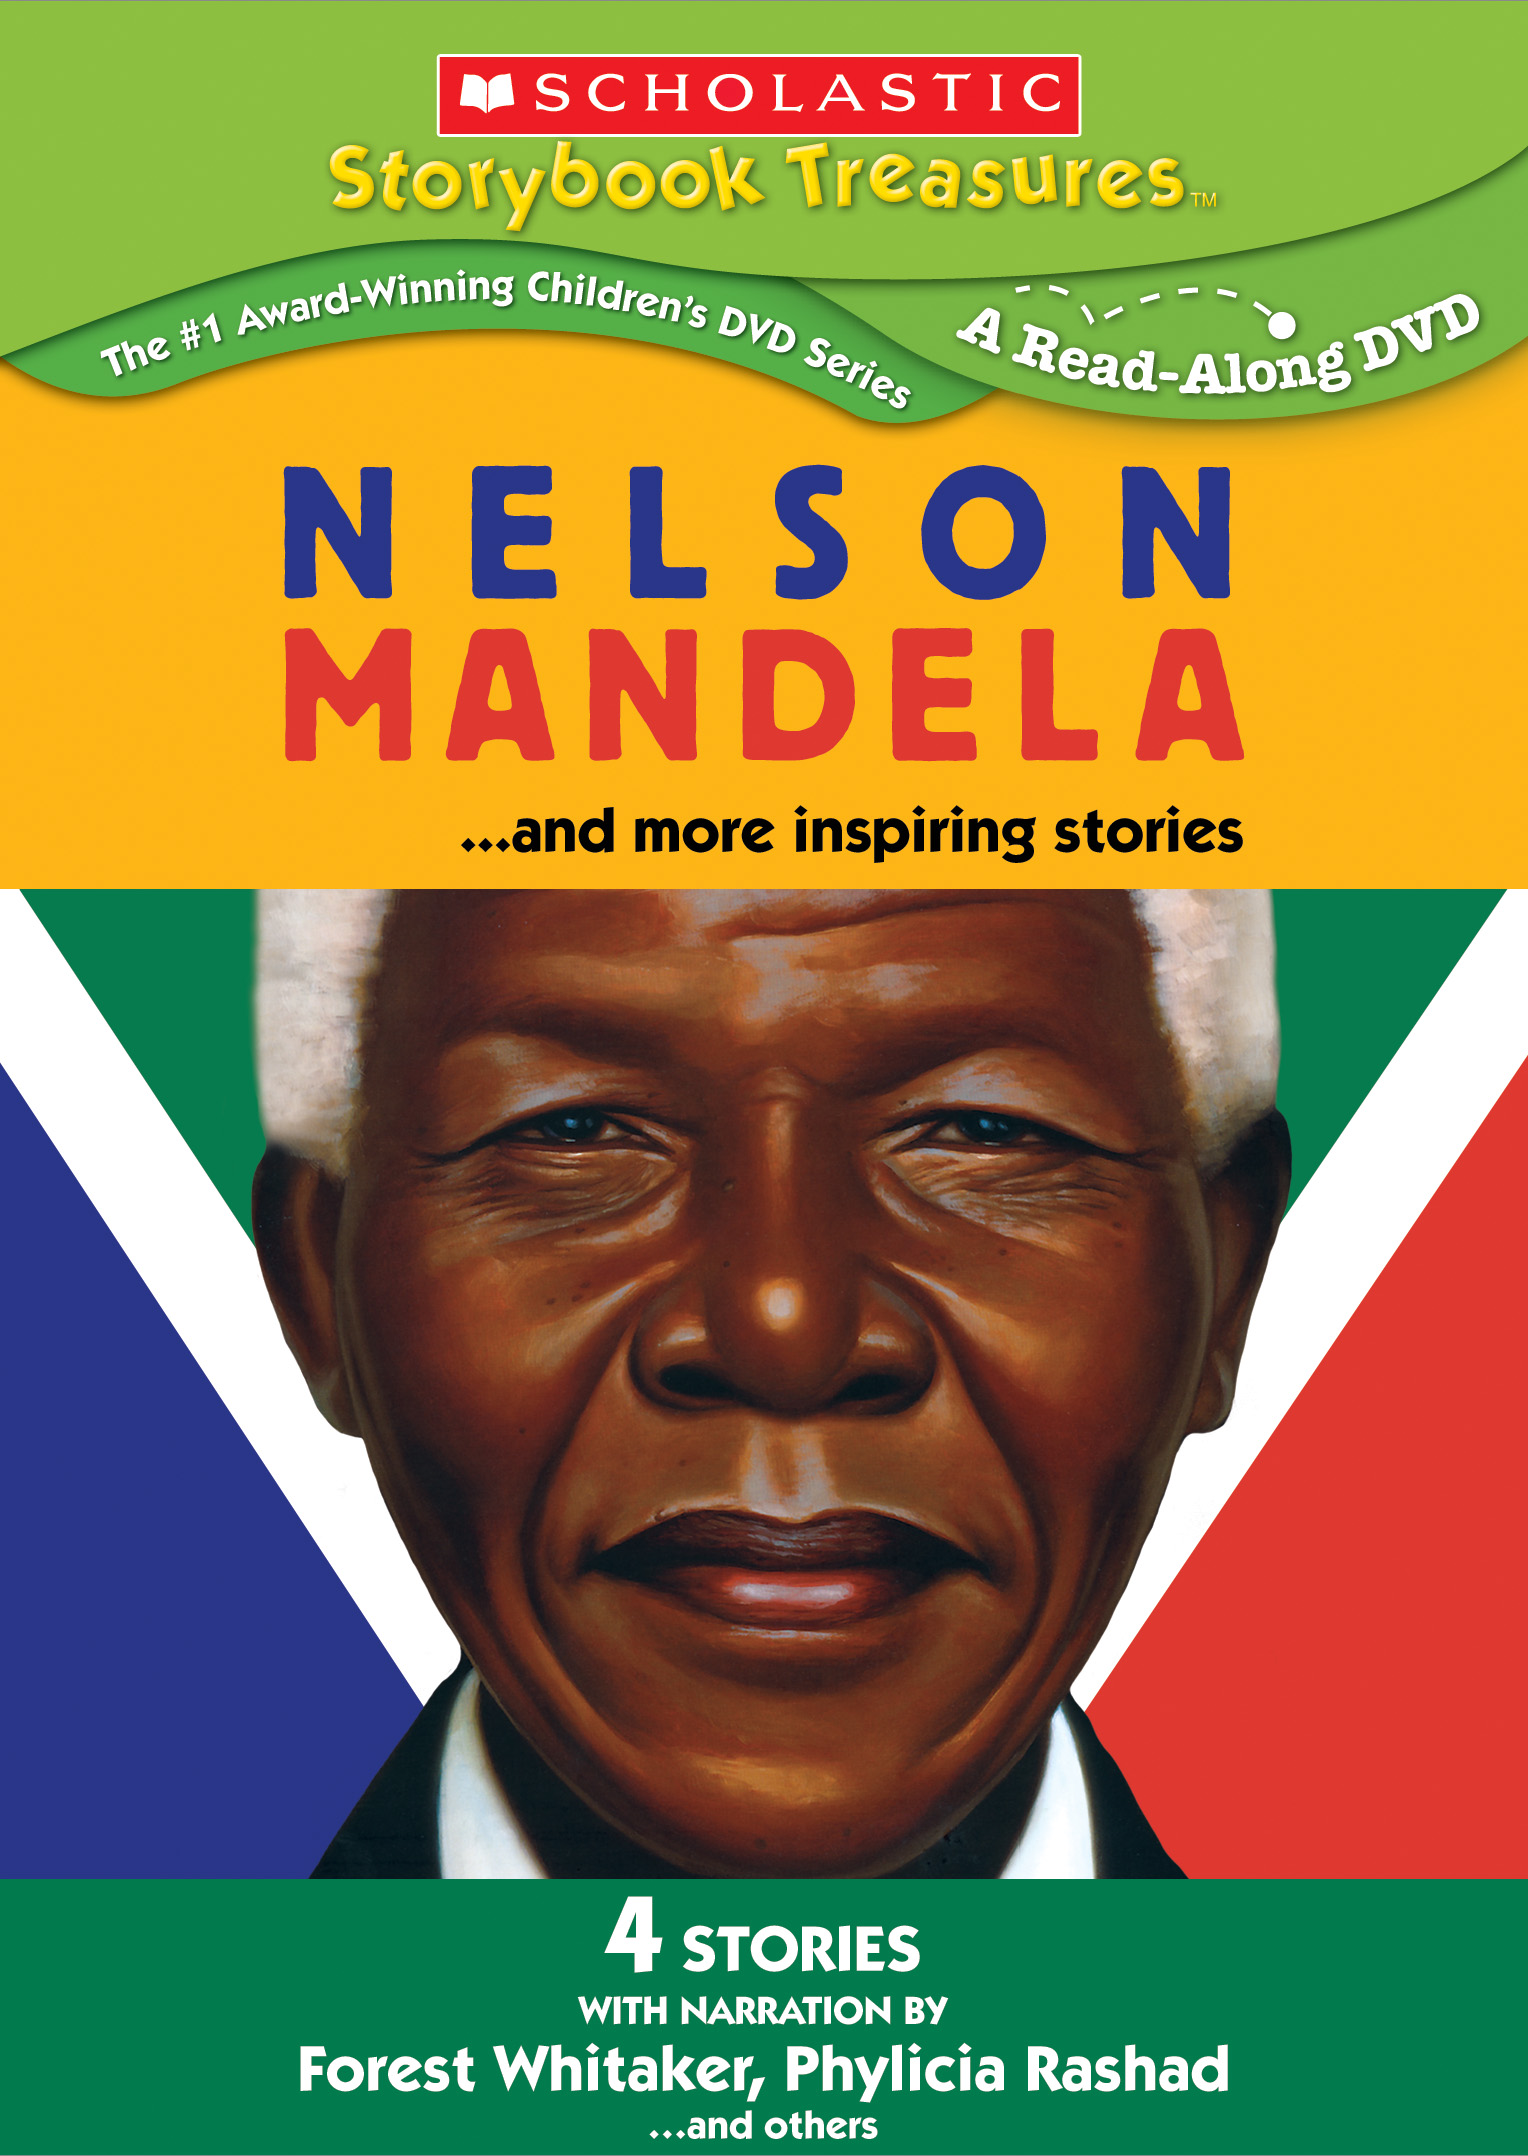 SCHOLASTIC
Storybook Treasures™
The #1 Award-Winning Children's DVD Series
A Read-Along DVD
NELSON
MANDELA
...and more inspiring stories
4 STORIES
WITH NARRATION BY
Forest Whitaker, Phylicia Rashad
...and others